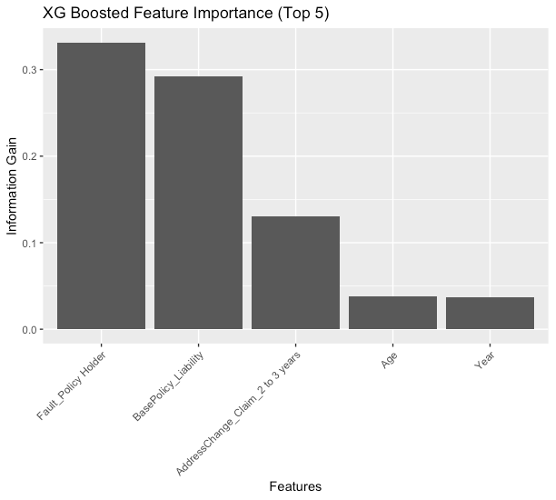 XG Boosted Feature Importance (Top 5)
Information Gain
0.3
0.2
0.1
0.0
Fault_Policy Holder
BasePolicy_Liability
AddressChange_Claim_2 to 3 years
Age
Year
Features